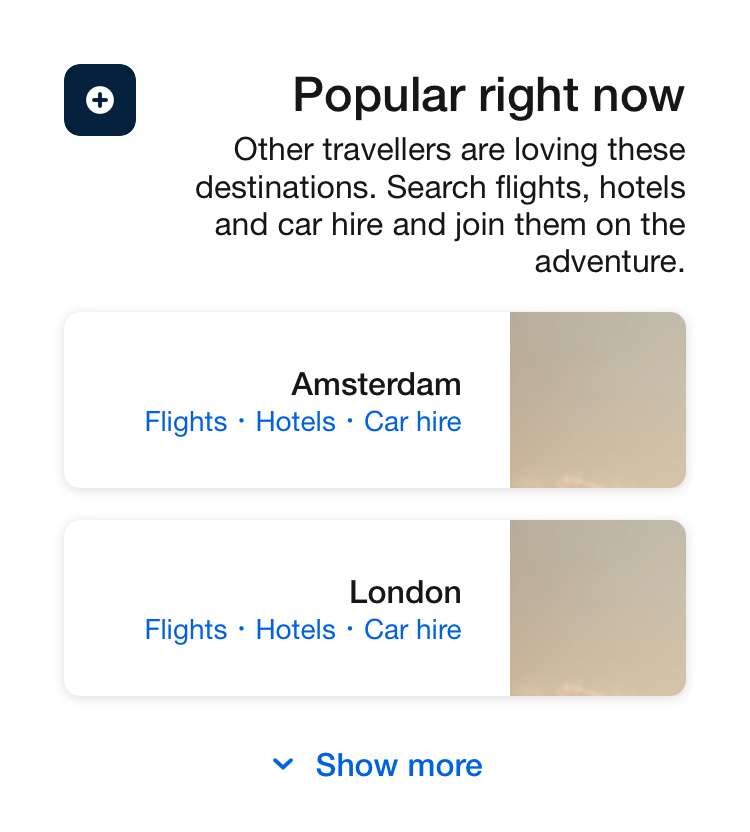 Popular right now
Other travellers are loving these
destinations. Search flights, hotels
and car hire and join them on the
adventure.
Amsterdam
Flights · Hotels · Car hire
London
Flights · Hotels · Car hire
Show more